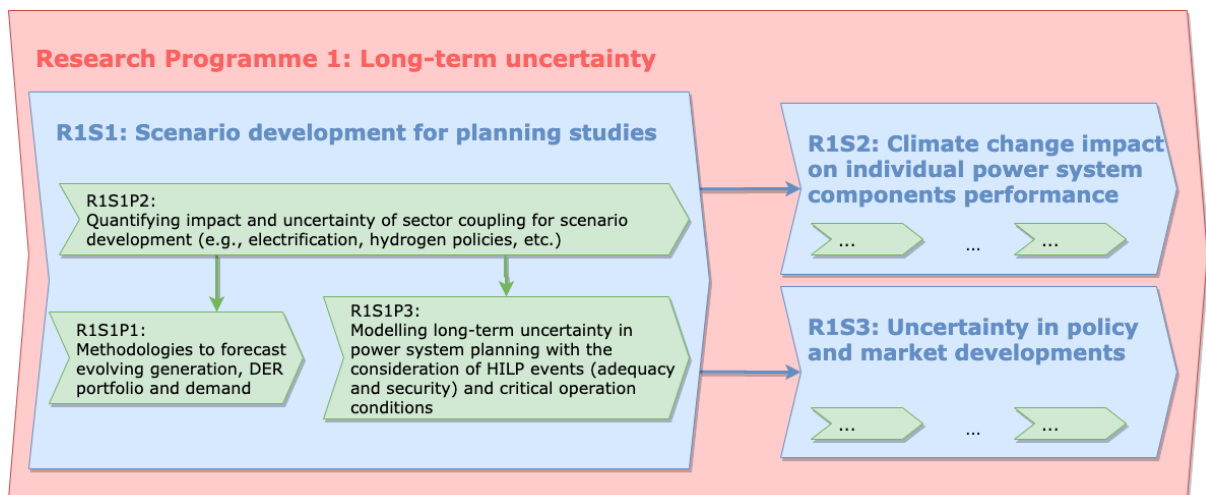 Research Programme 1: Long-term uncertainty
R1S1: Scenario development for planning studies
R1S1P2:
Quantifying impact and uncertainty of sector coupling for scenario
development (e.g., electrification, hydrogen policies, etc.)
R1S1P1:
Methodologies to forecast
evolving generation, DER
portfolio and demand
R1S1P3:
Modelling long-term uncertainty in
power system planning with the
consideration of HILP events (adequacy
and security) and critical operation
conditions
R1S2: Climate change impact
on individual power system
components performance
... ... ...
R1S3: Uncertainty in policy
and market developments
... ... ...